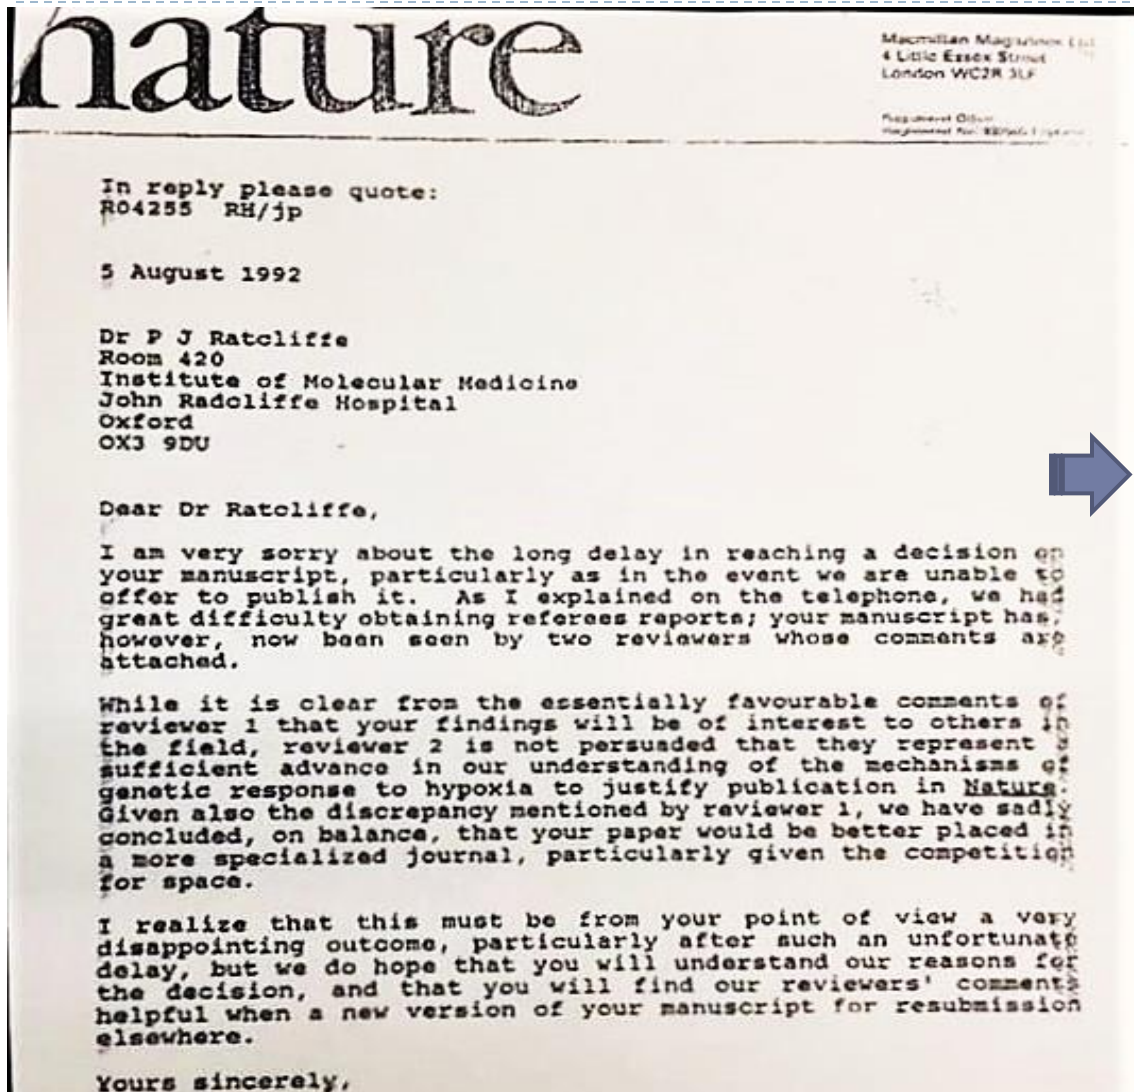 nature
Macmillan Magazines Ltd
4 Little Essex Street
London WC2R 3LF
Registered Office
Registered No.
In reply please quote:
R04255 RH/jp
5 August 1992
Dr P J Ratcliffe
Room 420
Institute of Molecular Medicine
John Radcliffe Hospital
Oxford
OX3 9DU
Dear Dr Ratcliffe,
I am very sorry about the long delay in reaching a decision on
your manuscript, particularly as in the event we are unable to
offer to publish it. As I explained on the telephone, we had
great difficulty obtaining referees reports; your manuscript has,
however, now been seen by two reviewers whose comments are
attached.
While it is clear from the essentially favourable comments of
reviewer 1 that your findings will be of interest to others in
the field, reviewer 2 is not persuaded that they represent a
sufficient advance in our understanding of the mechanisms of
genetic response to hypoxia to justify publication in Nature.
Given also the discrepancy mentioned by reviewer 1, we have sadly
concluded, on balance, that your paper would be better placed in
a more specialized journal, particularly given the competition
for space.
I realize that this must be from your point of view a very
disappointing outcome, particularly after such an unfortunate
delay, but we do hope that you will understand our reasons for
the decision, and that you will find our reviewers' comments
helpful when a new version of your manuscript for resubmission
elsewhere.
Yours sincerely,